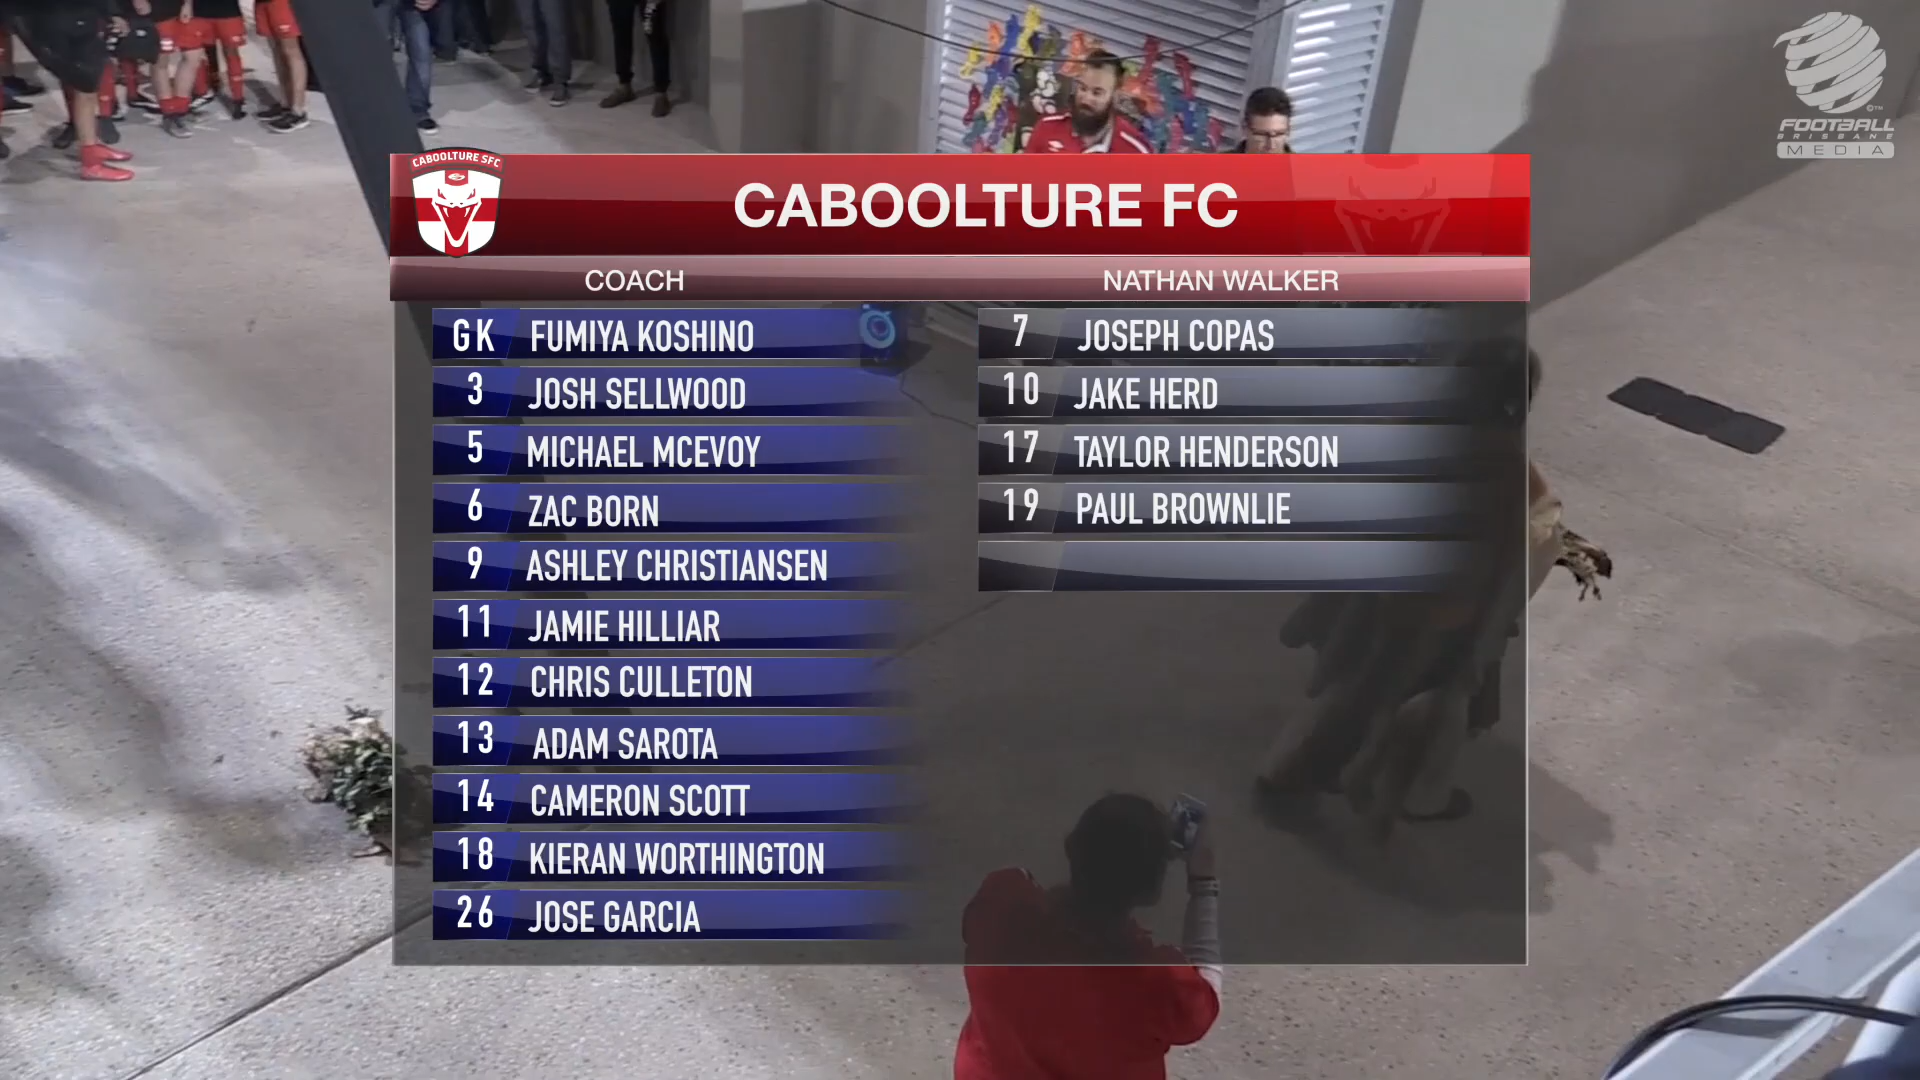 FOOTBALL
BRISBANE
MEDIA
CABOOLTURE SFC
CABOOLTURE FC
COACH NATHAN WALKER
GK FUMIYA KOSHINO
3 JOSH SELLWOOD
5 MICHAEL MCEVOY
6 ZAC BORN
9 ASHLEY CHRISTIANSEN
11 JAMIE HILLIAR
12 CHRIS CULLETON
13 ADAM SAROTA
14 CAMERON SCOTT
18 KIERAN WORTHINGTON
26 JOSE GARCIA
7 JOSEPH COPAS
10 JAKE HERD
17 TAYLOR HENDERSON
19 PAUL BROWNLIE